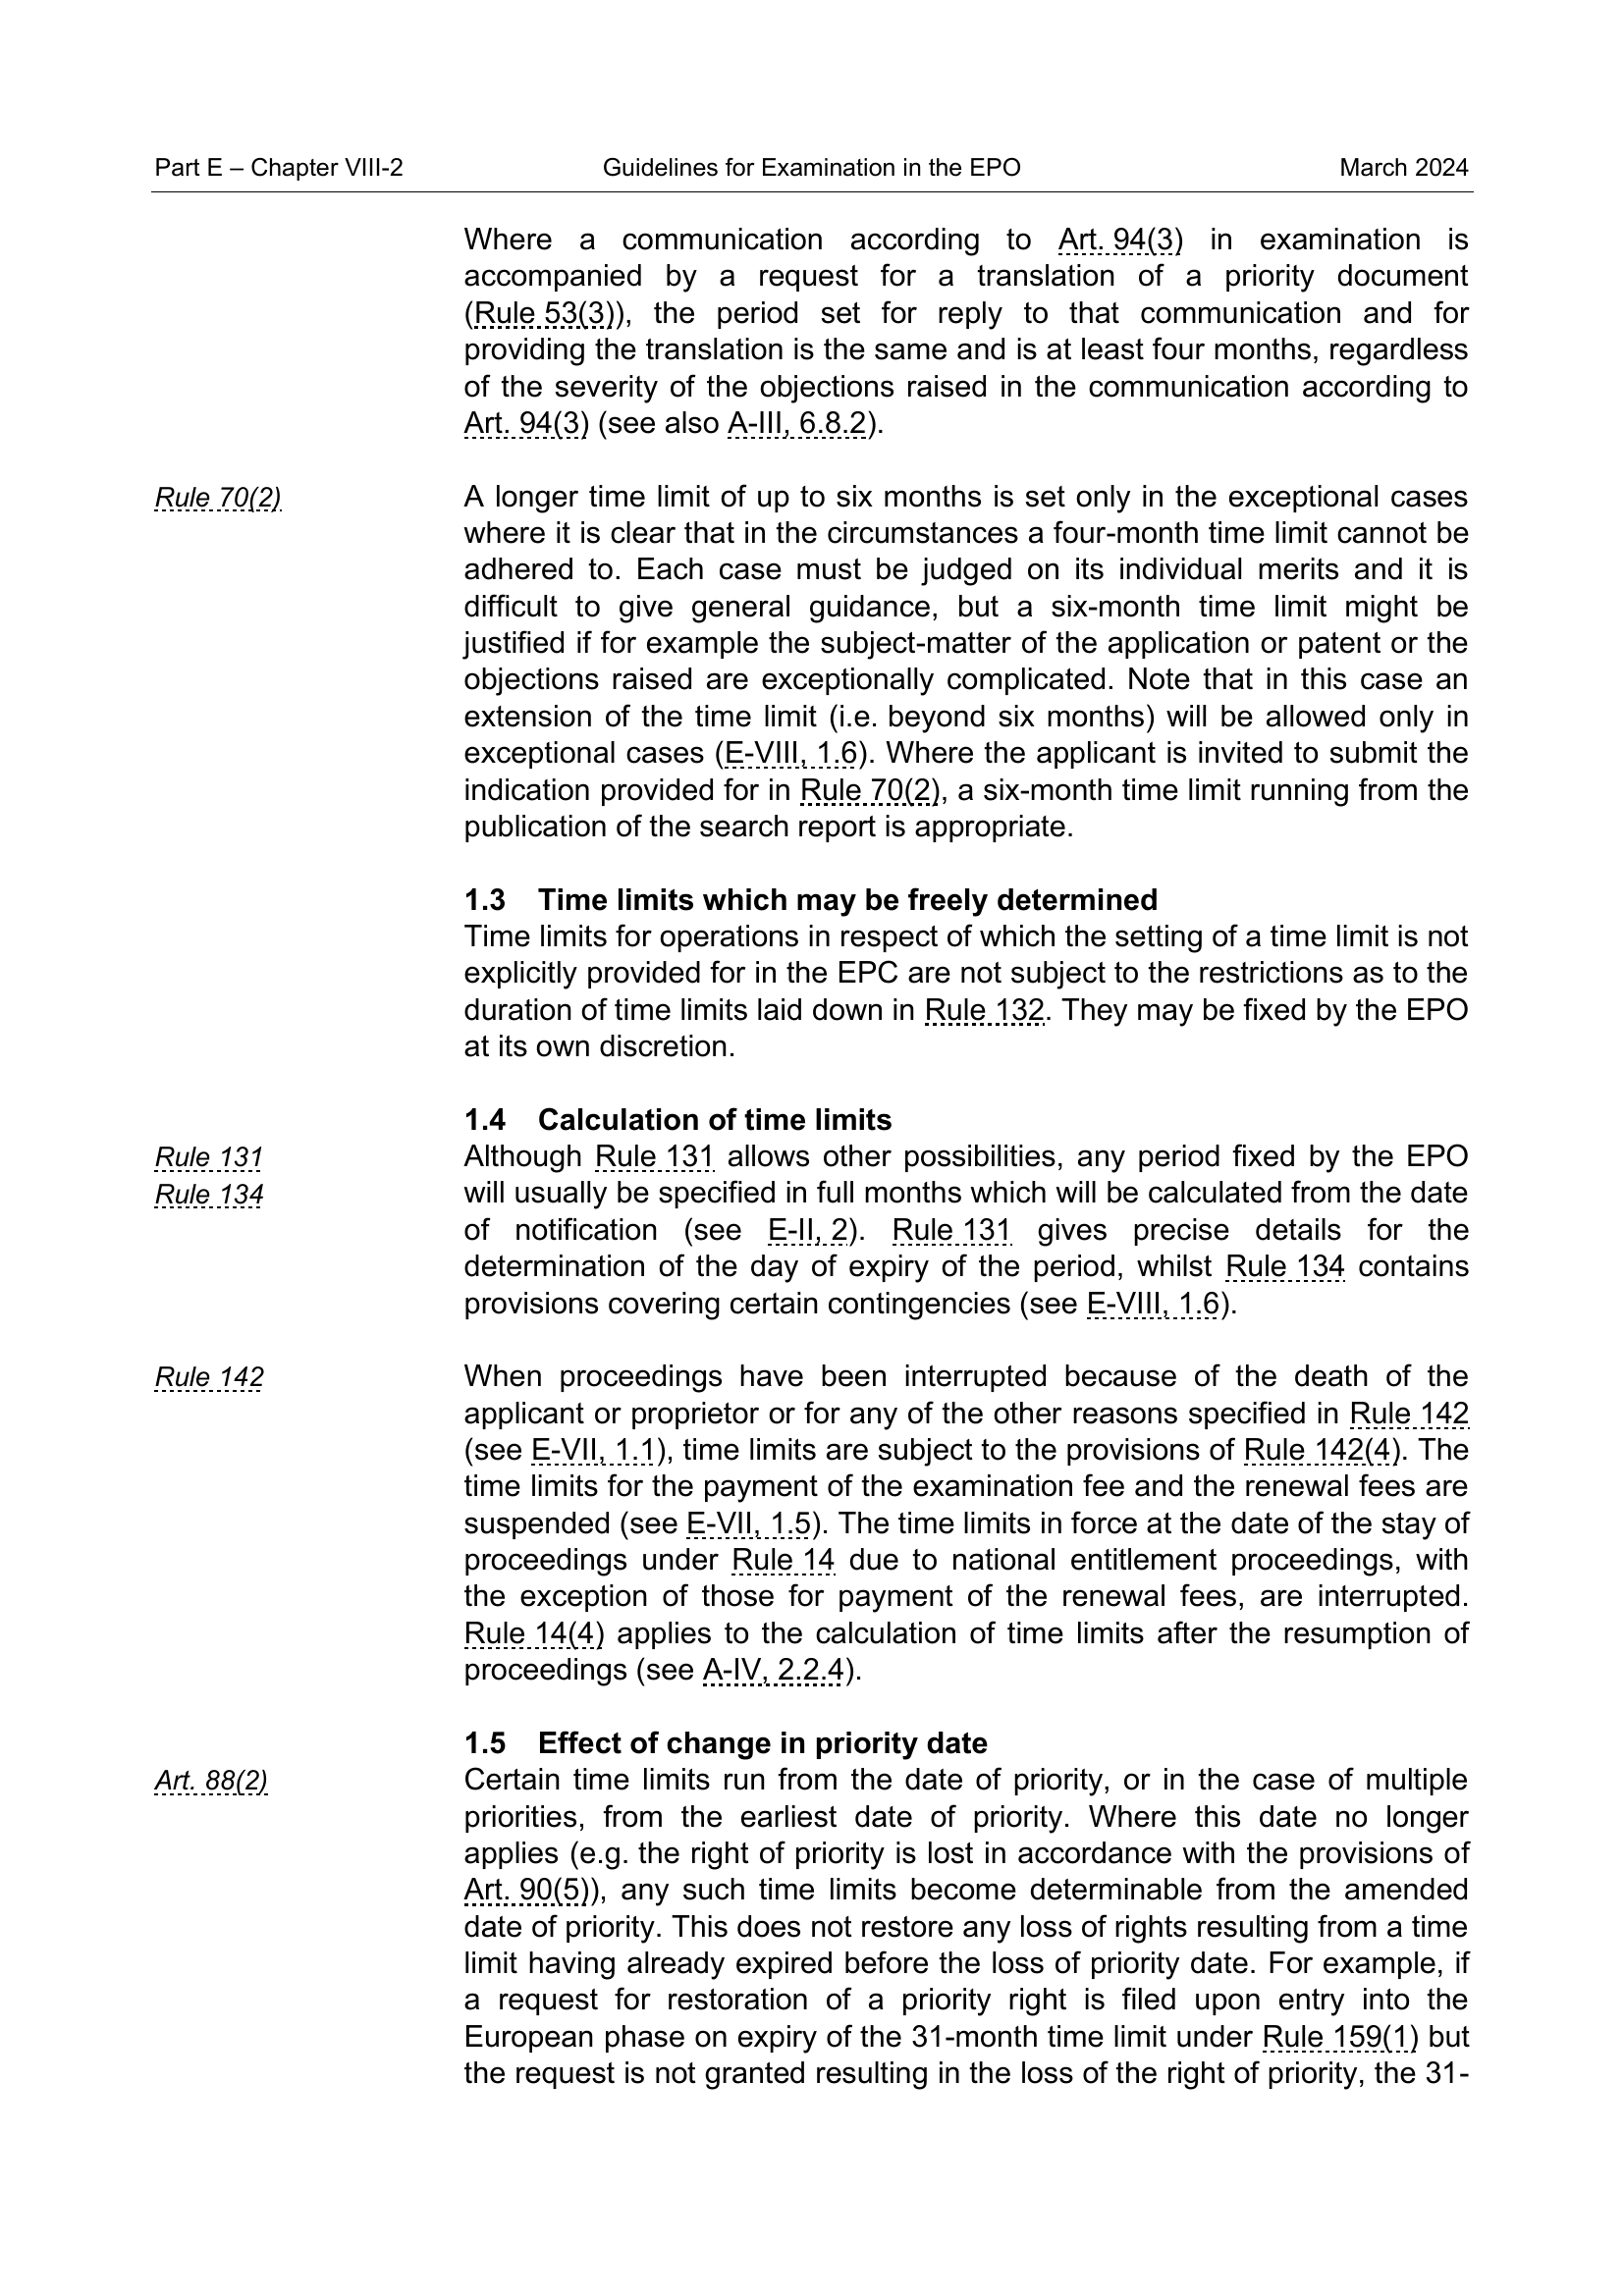 Part E – Chapter VIII-2 Guidelines for Examination in the EPO March 2024
Where a communication according to Art. 94(3) in examination is
accompanied by a request for a translation of a priority document
(Rule 53(3)), the period set for reply to that communication and for
providing the translation is the same and is at least four months, regardless
of the severity of the objections raised in the communication according to
Art. 94(3) (see also A-III, 6.8.2).
Rule 70(2)
A longer time limit of up to six months is set only in the exceptional cases
where it is clear that in the circumstances a four-month time limit cannot be
adhered to. Each case must be judged on its individual merits and it is
difficult to give general guidance, but a six-month time limit might be
justified if for example the subject-matter of the application or patent or the
objections raised are exceptionally complicated. Note that in this case an
extension of the time limit (i.e. beyond six months) will be allowed only in
exceptional cases (E-VIII, 1.6). Where the applicant is invited to submit the
indication provided for in Rule 70(2), a six-month time limit running from the
publication of the search report is appropriate.
1.3 Time limits which may be freely determined
Time limits for operations in respect of which the setting of a time limit is not
explicitly provided for in the EPC are not subject to the restrictions as to the
duration of time limits laid down in Rule 132. They may be fixed by the EPO
at its own discretion.
1.4 Calculation of time limits
Rule 131
Rule 134
Although Rule 131 allows other possibilities, any period fixed by the EPO
will usually be specified in full months which will be calculated from the date
of notification (see E-II, 2). Rule 131 gives precise details for the
determination of the day of expiry of the period, whilst Rule 134 contains
provisions covering certain contingencies (see E-VIII, 1.6).
Rule 142
When proceedings have been interrupted because of the death of the
applicant or proprietor or for any of the other reasons specified in Rule 142
(see E-VII, 1.1), time limits are subject to the provisions of Rule 142(4). The
time limits for the payment of the examination fee and the renewal fees are
suspended (see E-VII, 1.5). The time limits in force at the date of the stay of
proceedings under Rule 14 due to national entitlement proceedings, with
the exception of those for payment of the renewal fees, are interrupted.
Rule 14(4) applies to the calculation of time limits after the resumption of
proceedings (see A-IV, 2.2.4).
1.5 Effect of change in priority date
Art. 88(2)
Certain time limits run from the date of priority, or in the case of multiple
priorities, from the earliest date of priority. Where this date no longer
applies (e.g. the right of priority is lost in accordance with the provisions of
Art. 90(5)), any such time limits become determinable from the amended
date of priority. This does not restore any loss of rights resulting from a time
limit having already expired before the loss of priority date. For example, if
a request for restoration of a priority right is filed upon entry into the
European phase on expiry of the 31-month time limit under Rule 159(1) but
the request is not granted resulting in the loss of the right of priority, the 31-